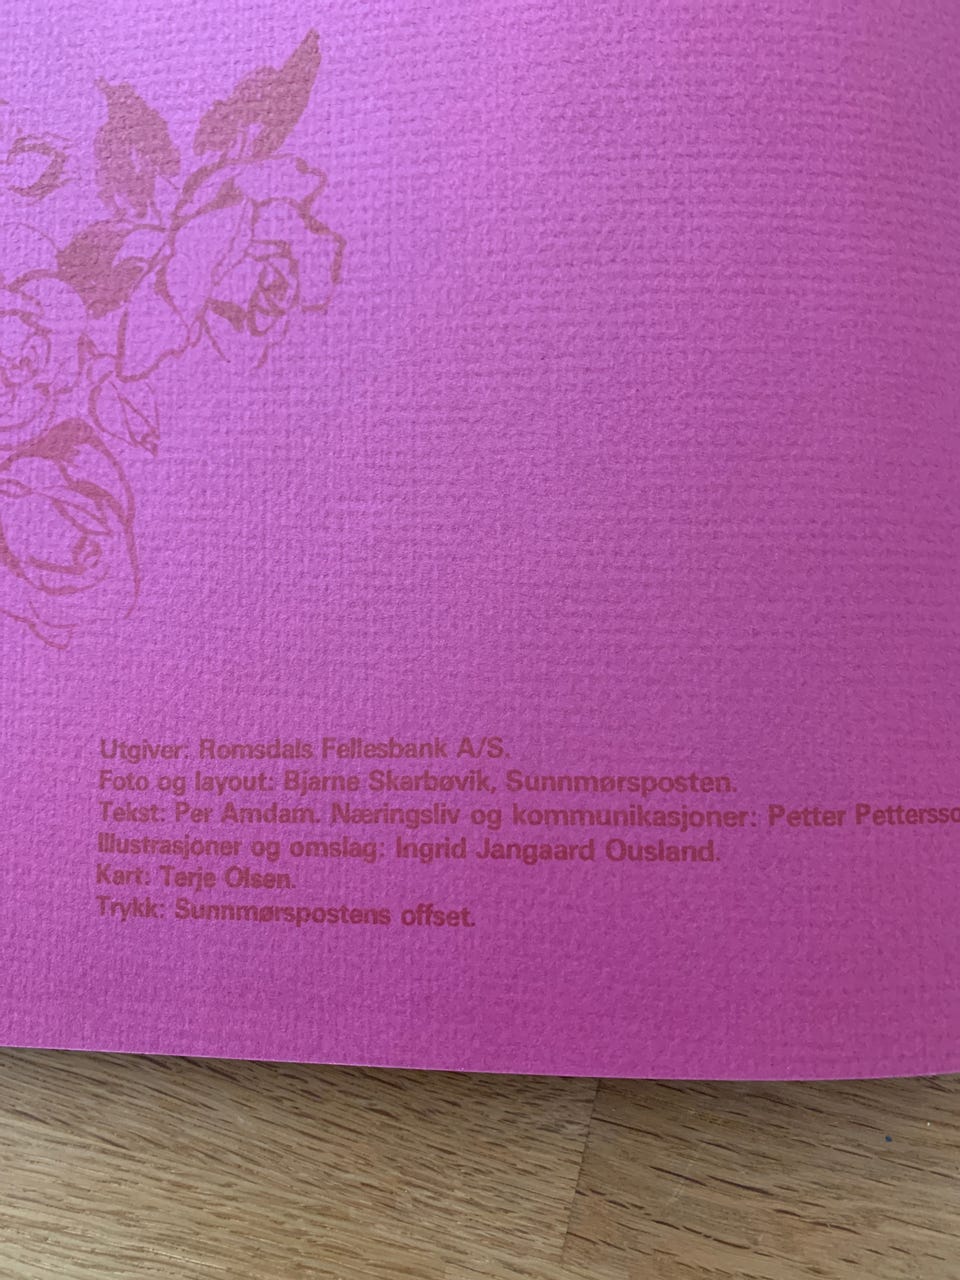 Utgiver: Romsdals Fellesbank A/S.
Foto og layout: Bjarne Skarbøvik, Sunnmørsposten.
Tekst: Per Amdam. Næringsliv og kommunikasjoner: Petter
Illustrasjoner og omslag: Ingrid Jangaard Ousland.
Kart: Terje Olsen.
Trykk: Sunnmørspostens offset.